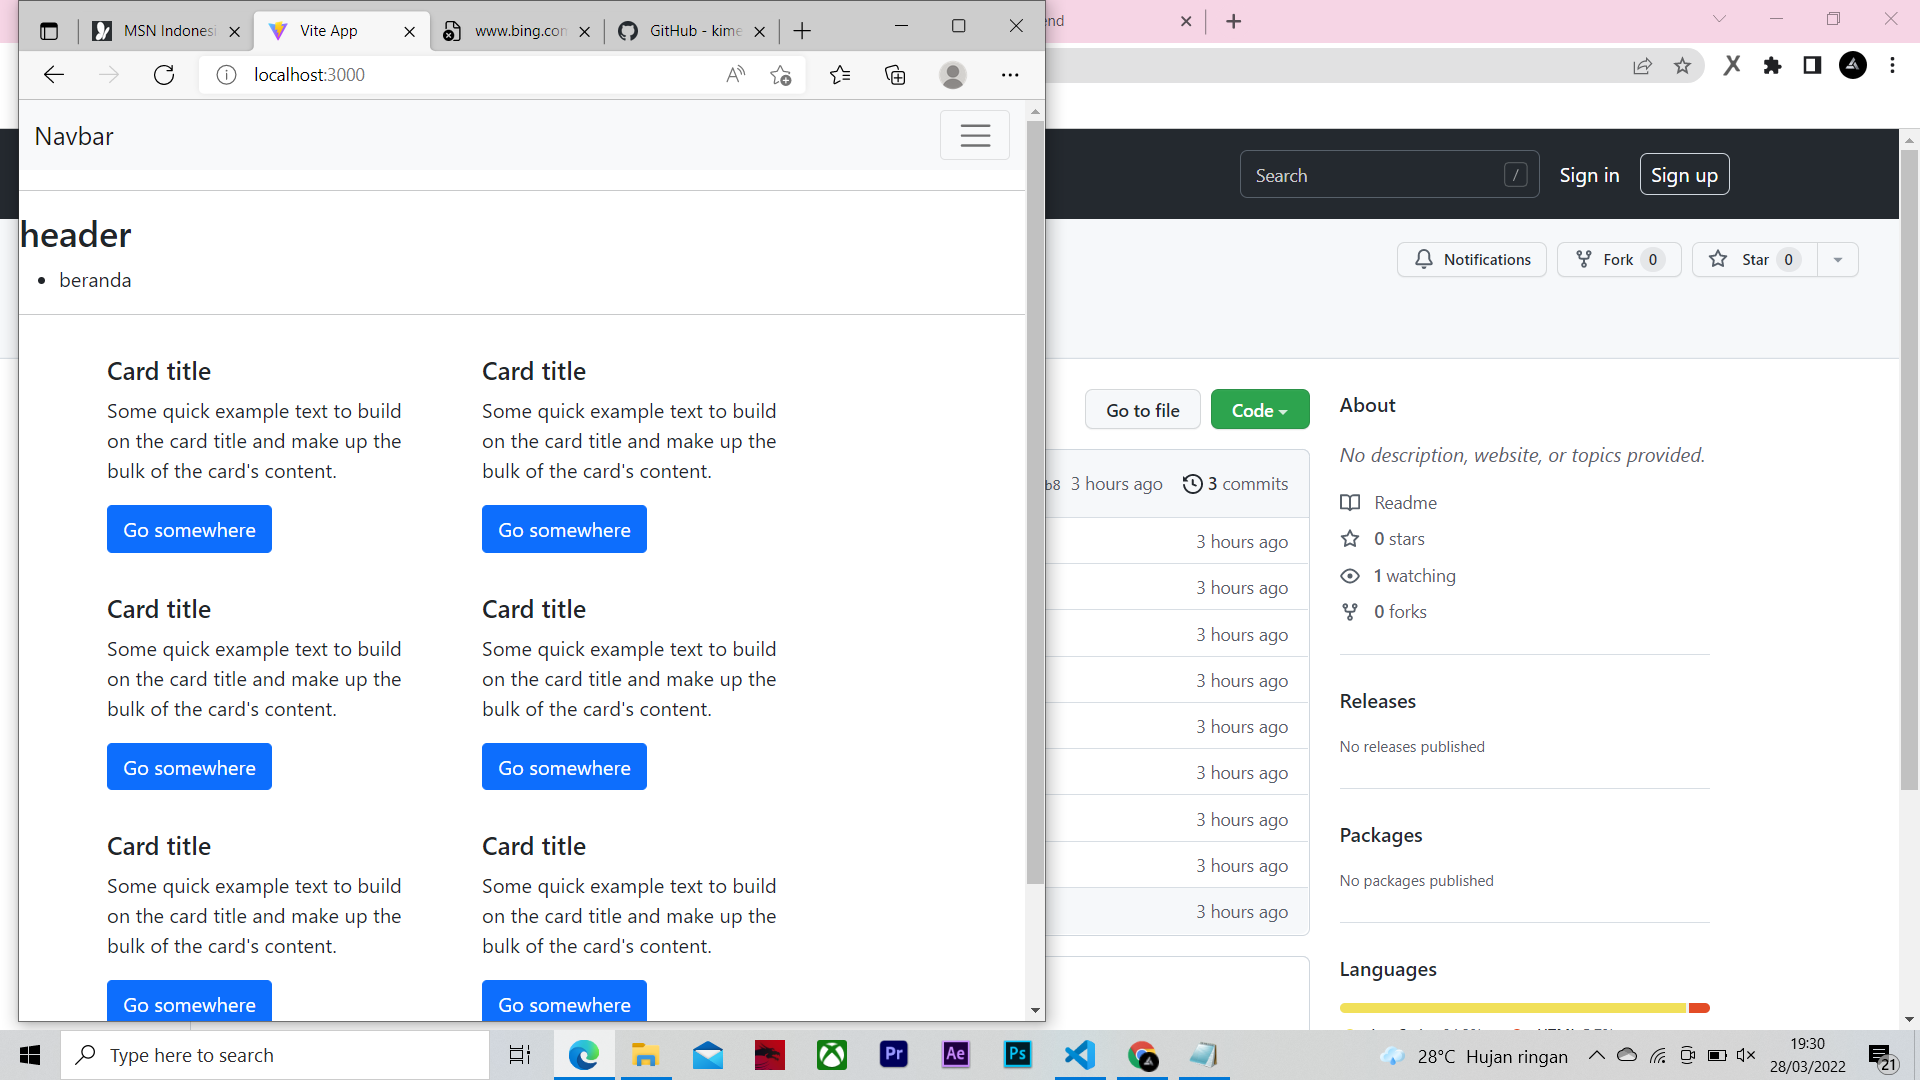 MSN Indonesi
Vite App
www.bing.con
GitHub - kime
localhost:3000
Navbar
header
beranda
Card title
Some quick example text to build
on the card title and make up the
bulk of the card's content.
Go somewhere
Card title
Some quick example text to build
on the card title and make up the
bulk of the card's content.
Go somewhere
Card title
Some quick example text to build
on the card title and make up the
bulk of the card's content.
Go somewhere
Card title
Some quick example text to build
on the card title and make up the
bulk of the card's content.
Go somewhere
Card title
Some quick example text to build
on the card title and make up the
bulk of the card's content.
Go somewhere
Card title
Some quick example text to build
on the card title and make up the
bulk of the card's content.
Go somewhere
end
Search /
Sign in
Sign up
Notifications
Fork 0
Star 0
Go to file
Code
b8 3 hours ago 3 commits
3 hours ago
3 hours ago
3 hours ago
3 hours ago
3 hours ago
3 hours ago
3 hours ago
3 hours ago
3 hours ago
About
No description, website, or topics provided.
Readme
0 stars
1 watching
0 forks
Releases
No releases published
Packages
No packages published
Languages
Type here to search
Pr
Ae
Ps
28°C Hujan ringan
19:30
28/03/2022
21